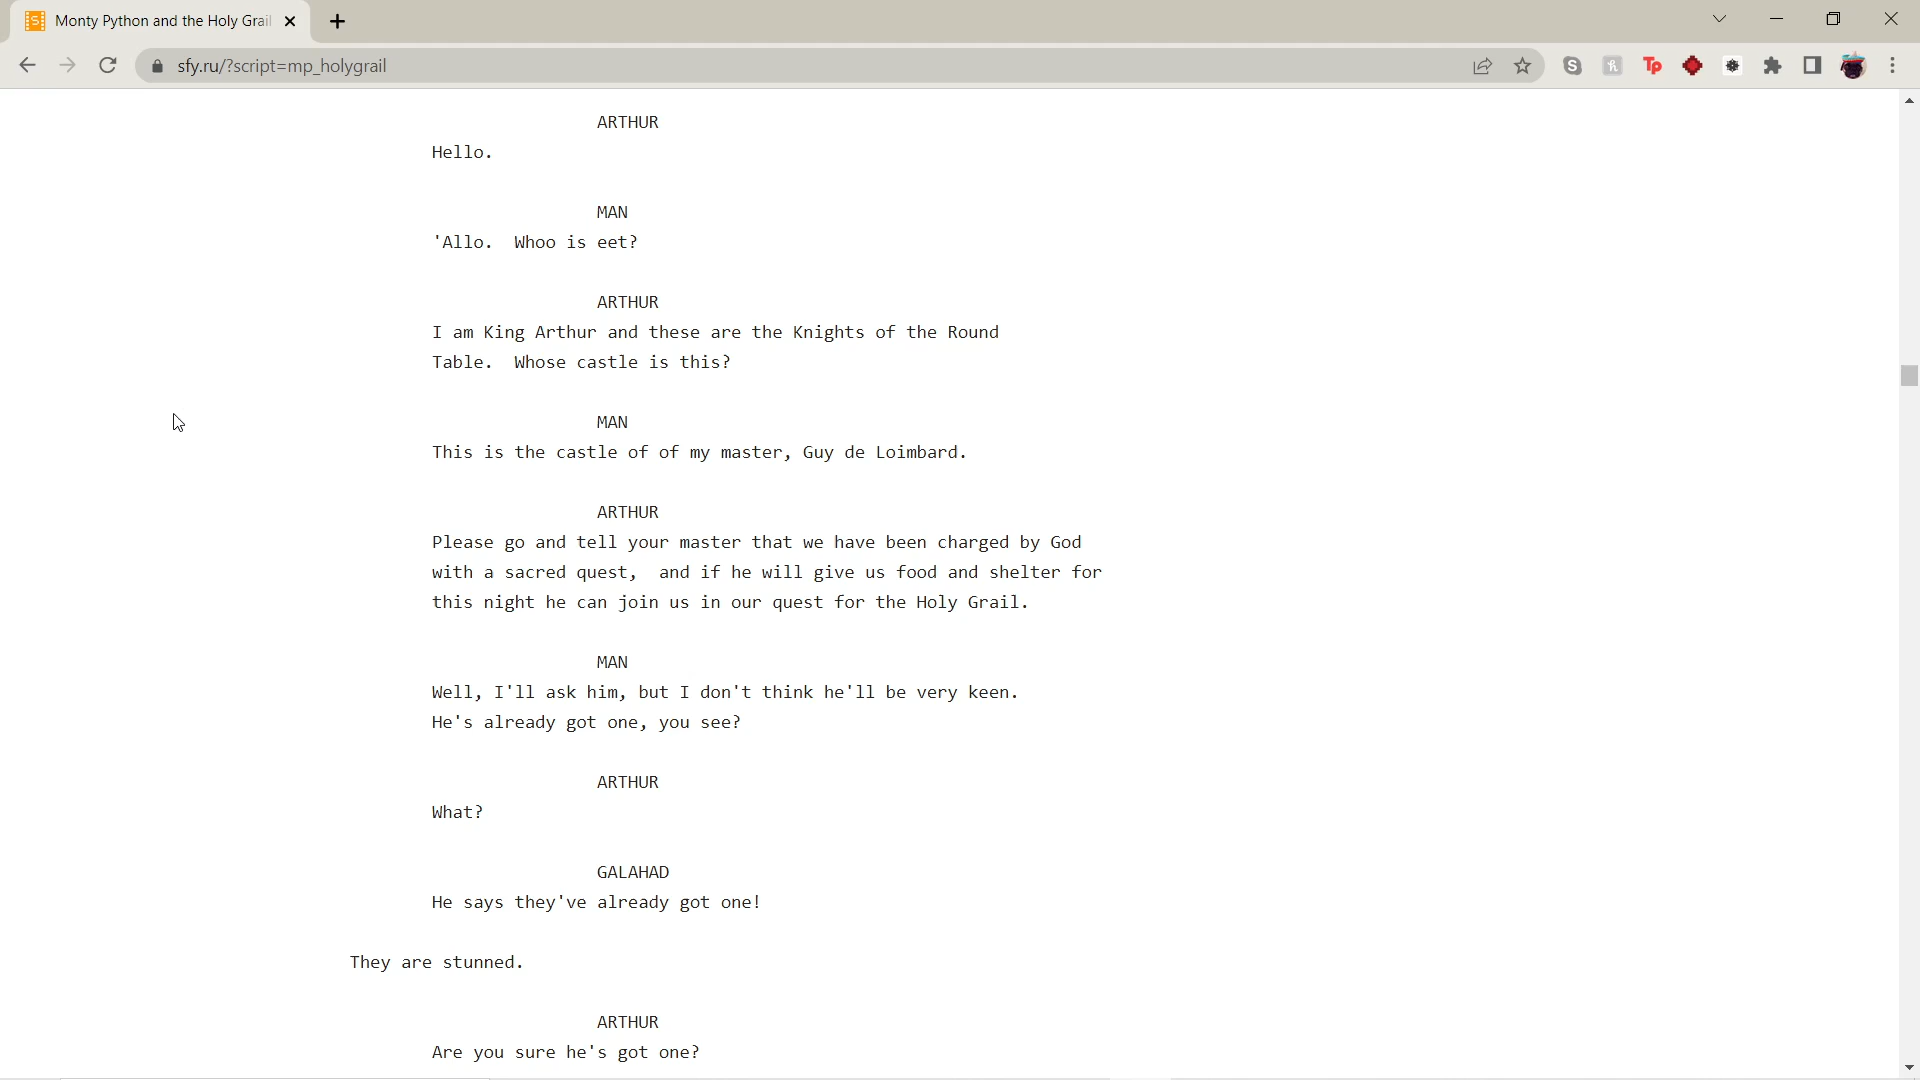 Monty Python and the Holy Grail
sfy.ru/?script=mp_holygrail
ARTHUR
Hello.
MAN
'Allo. Whoo is eet?
ARTHUR
I am King Arthur and these are the Knights of the Round
Table. Whose castle is this?
MAN
This is the castle of of my master, Guy de Loimbard.
ARTHUR
Please go and tell your master that we have been charged by God
with a sacred quest, and if he will give us food and shelter for
this night he can join us in our quest for the Holy Grail.
MAN
Well, I'll ask him, but I don't think he'll be very keen.
He's already got one, you see?
ARTHUR
What?
GALAHAD
He says they've already got one!
They are stunned.
ARTHUR
Are you sure he's got one?